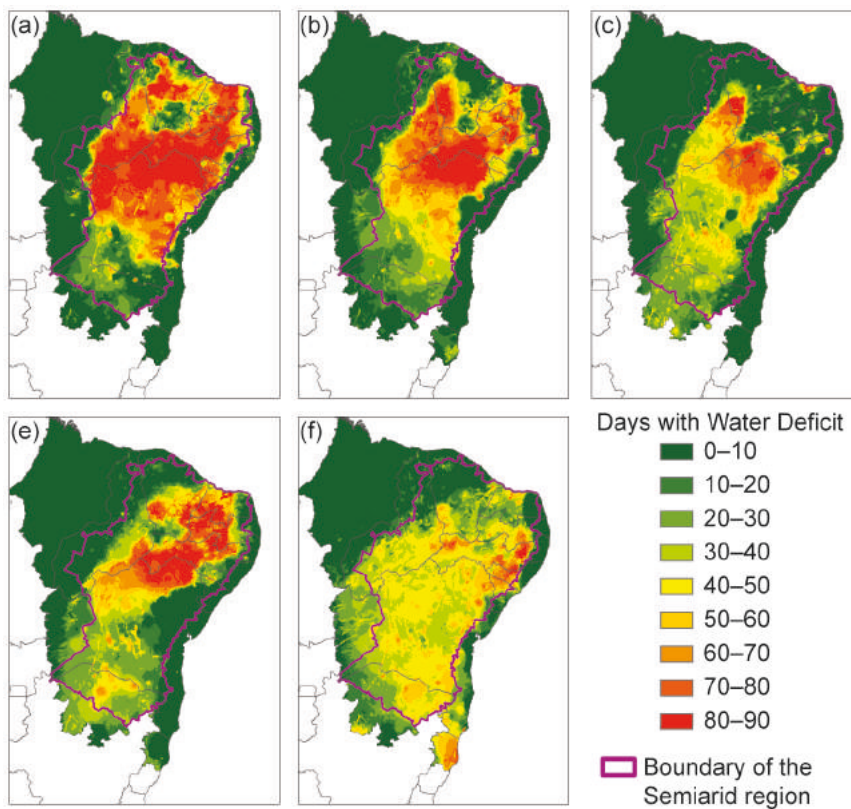 (a)
(b)
(c)
(e)
(f)
Days with Water Deficit
0–10
10–20
20–30
30–40
40–50
50–60
60–70
70–80
80–90
Boundary of the
Semiarid region